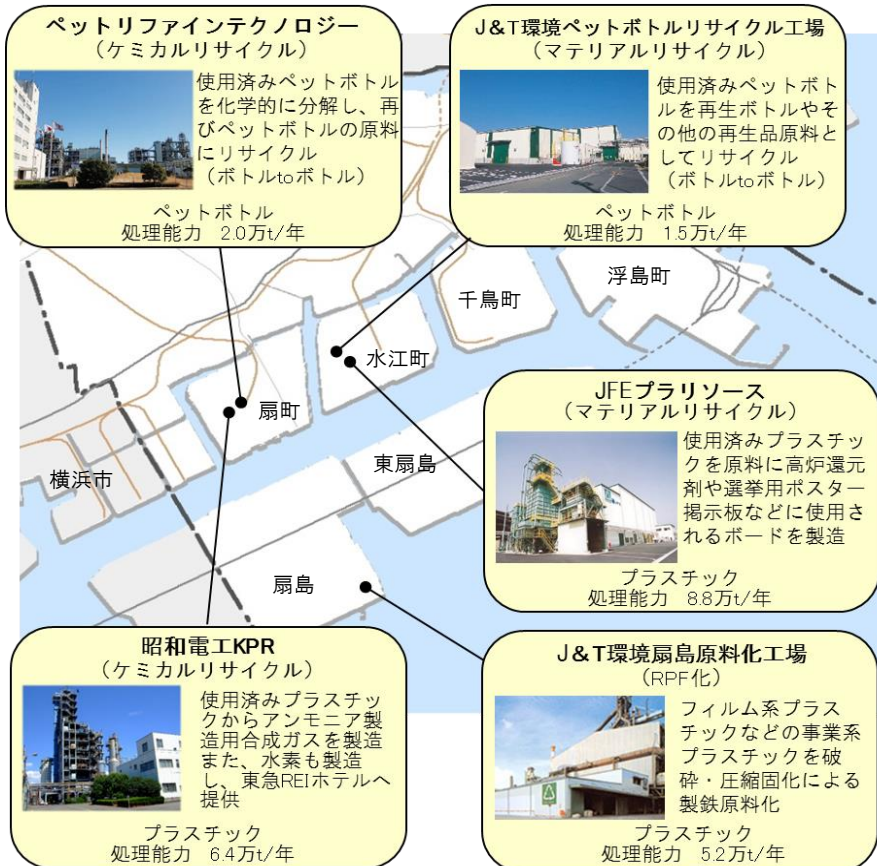 ペットリファインテクノロジー
（ケミカルリサイクル）
使用済みペットボトル
を化学的に分解し、再
びペットボトルの原料
にリサイクル
（ボトルtoボトル）
ペットボトル
処理能力　2.0万t/年
J&T環境ペットボトルリサイクル工場
（マテリアルリサイクル）
使用済みペットボト
ルを再生ボトルやそ
の他の再生品原料と
してリサイクル
（ボトルtoボトル）
ペットボトル
処理能力　1.5万t/年
浮島町
千鳥町
水江町
扇町
東扇島
横浜市
扇島
JFEプラリソース
（マテリアルリサイクル）
使用済みプラスチッ
クを原料に高炉還元
剤や選挙用ポスター
掲示板などに使用さ
れるボードを製造
プラスチック
処理能力　8.8万t/年
昭和電工KPR
（ケミカルリサイクル）
使用済みプラスチッ
クからアンモニア製
造用合成ガスを製造
また、水素も製造
し、東急REIホテルへ
提供
プラスチック
処理能力　6.4万t/年
J&T環境扇島原料化工場
（RPF化）
フィルム系プラス
チックなどの事業系
プラスチックを破
砕・圧縮固化による
製鉄原料化
プラスチック
処理能力　5.2万t/年